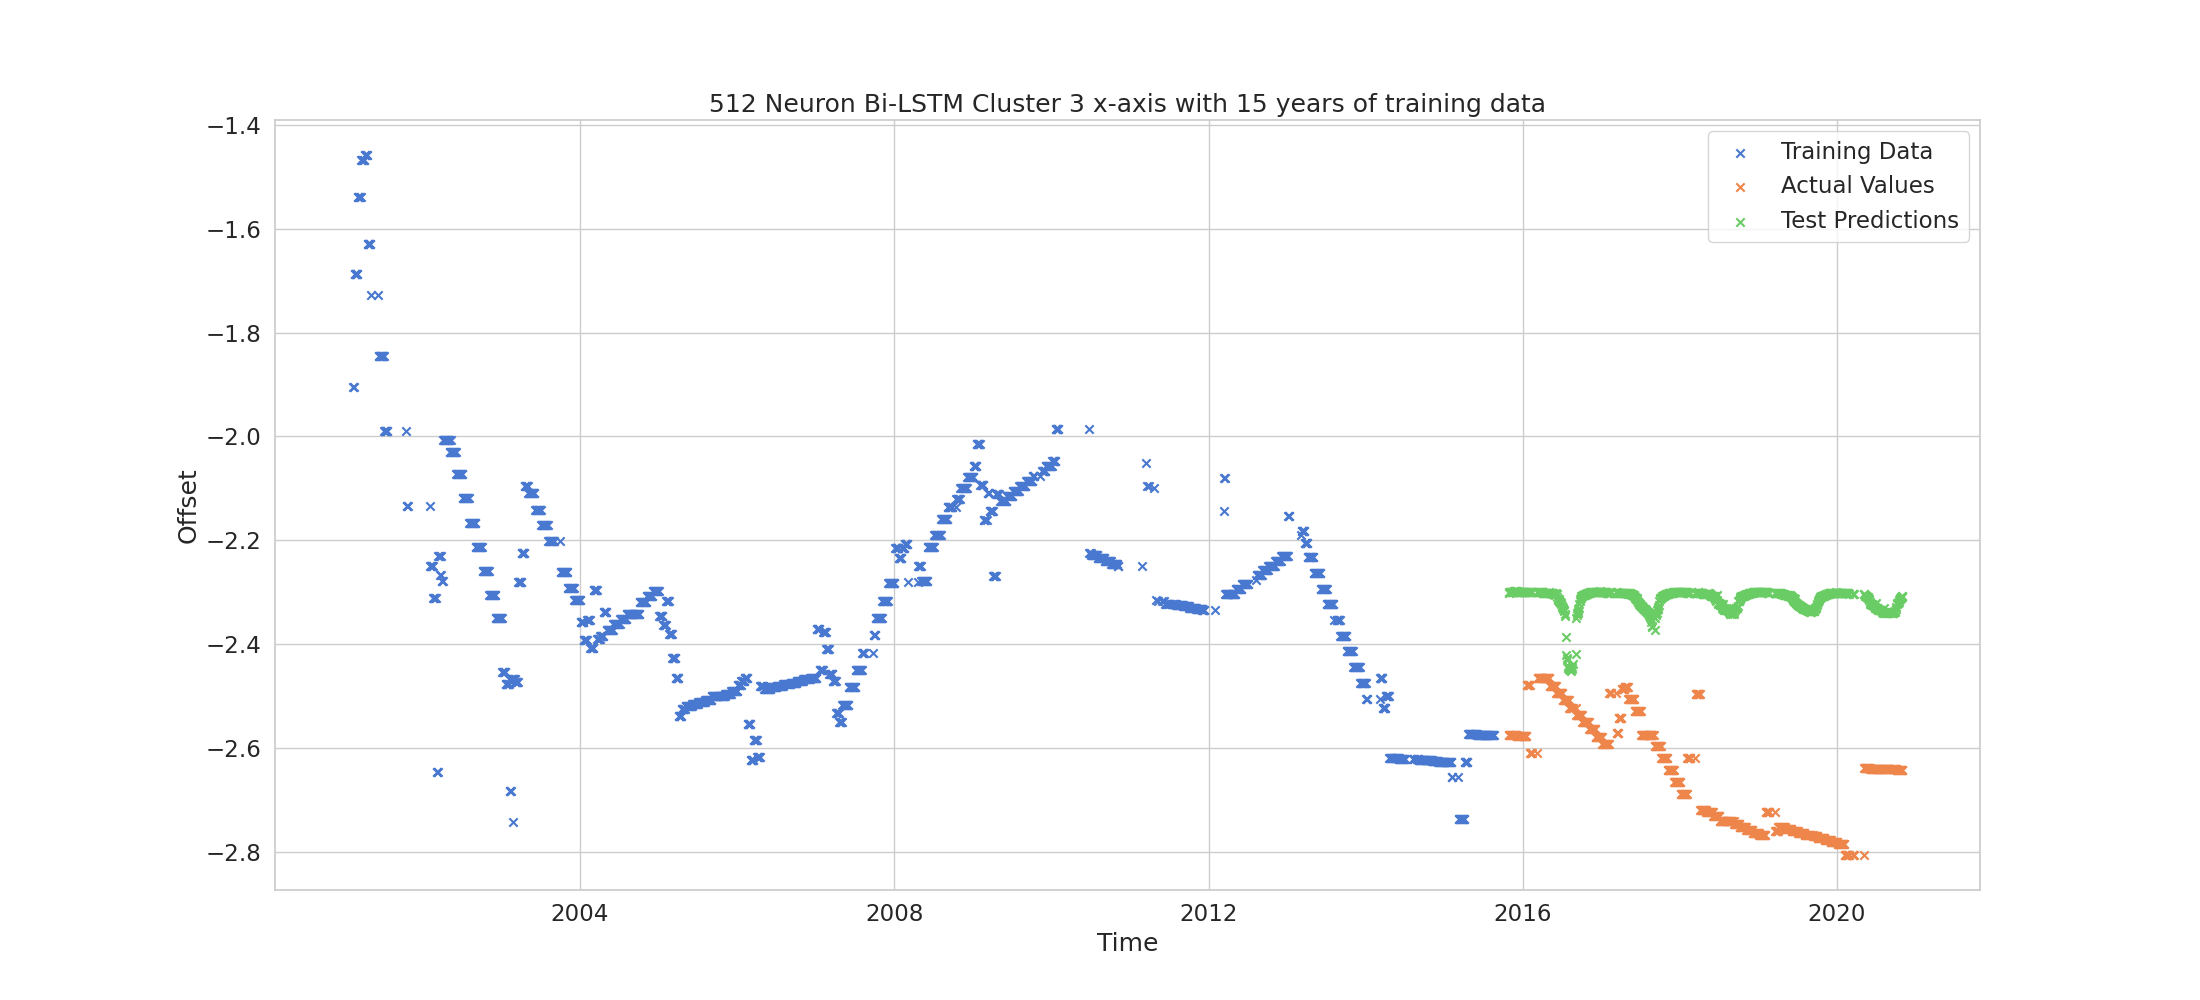 512 Neuron Bi-LSTM Cluster 3 x-axis with 15 years of training data
−1.4
−1.6
−1.8
−2.0
−2.2
−2.4
−2.6
−2.8
Offset
Training Data
Actual Values
Test Predictions
2004 2008 2012 2016 2020
Time